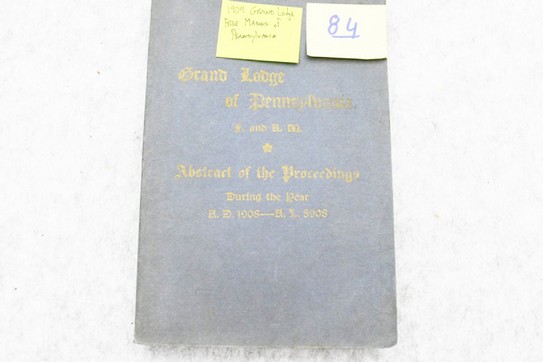 1909 Grand Lodge
Free Masons of
Pennsylvania
84
Grand Lodge
of Pennsylvania
F. and A. M.
Abstract of the Proceedings
During the Year
A. D. 1908—A. L. 5908